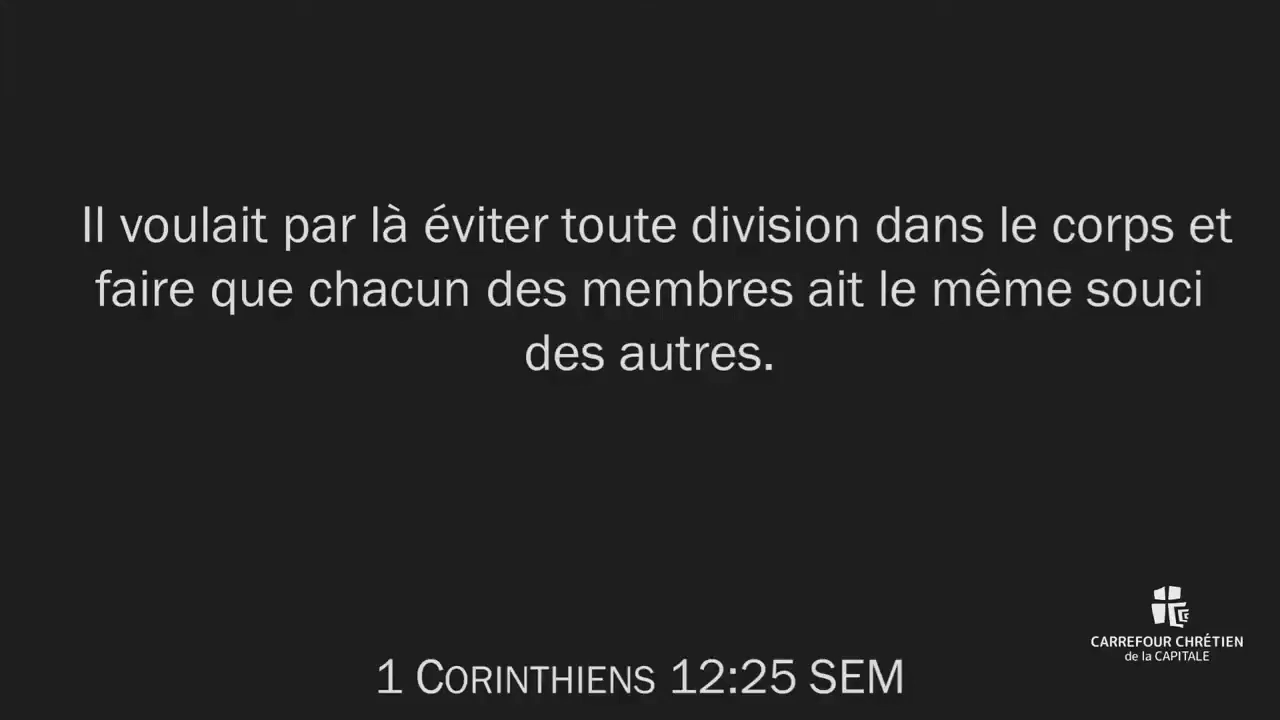 Il voulait par là éviter toute division dans le corps et
faire que chacun des membres ait le même souci
des autres.
CARREFOUR CHRÉTIEN
de la CAPITALE
1 CORINTHIENS 12:25 SEM